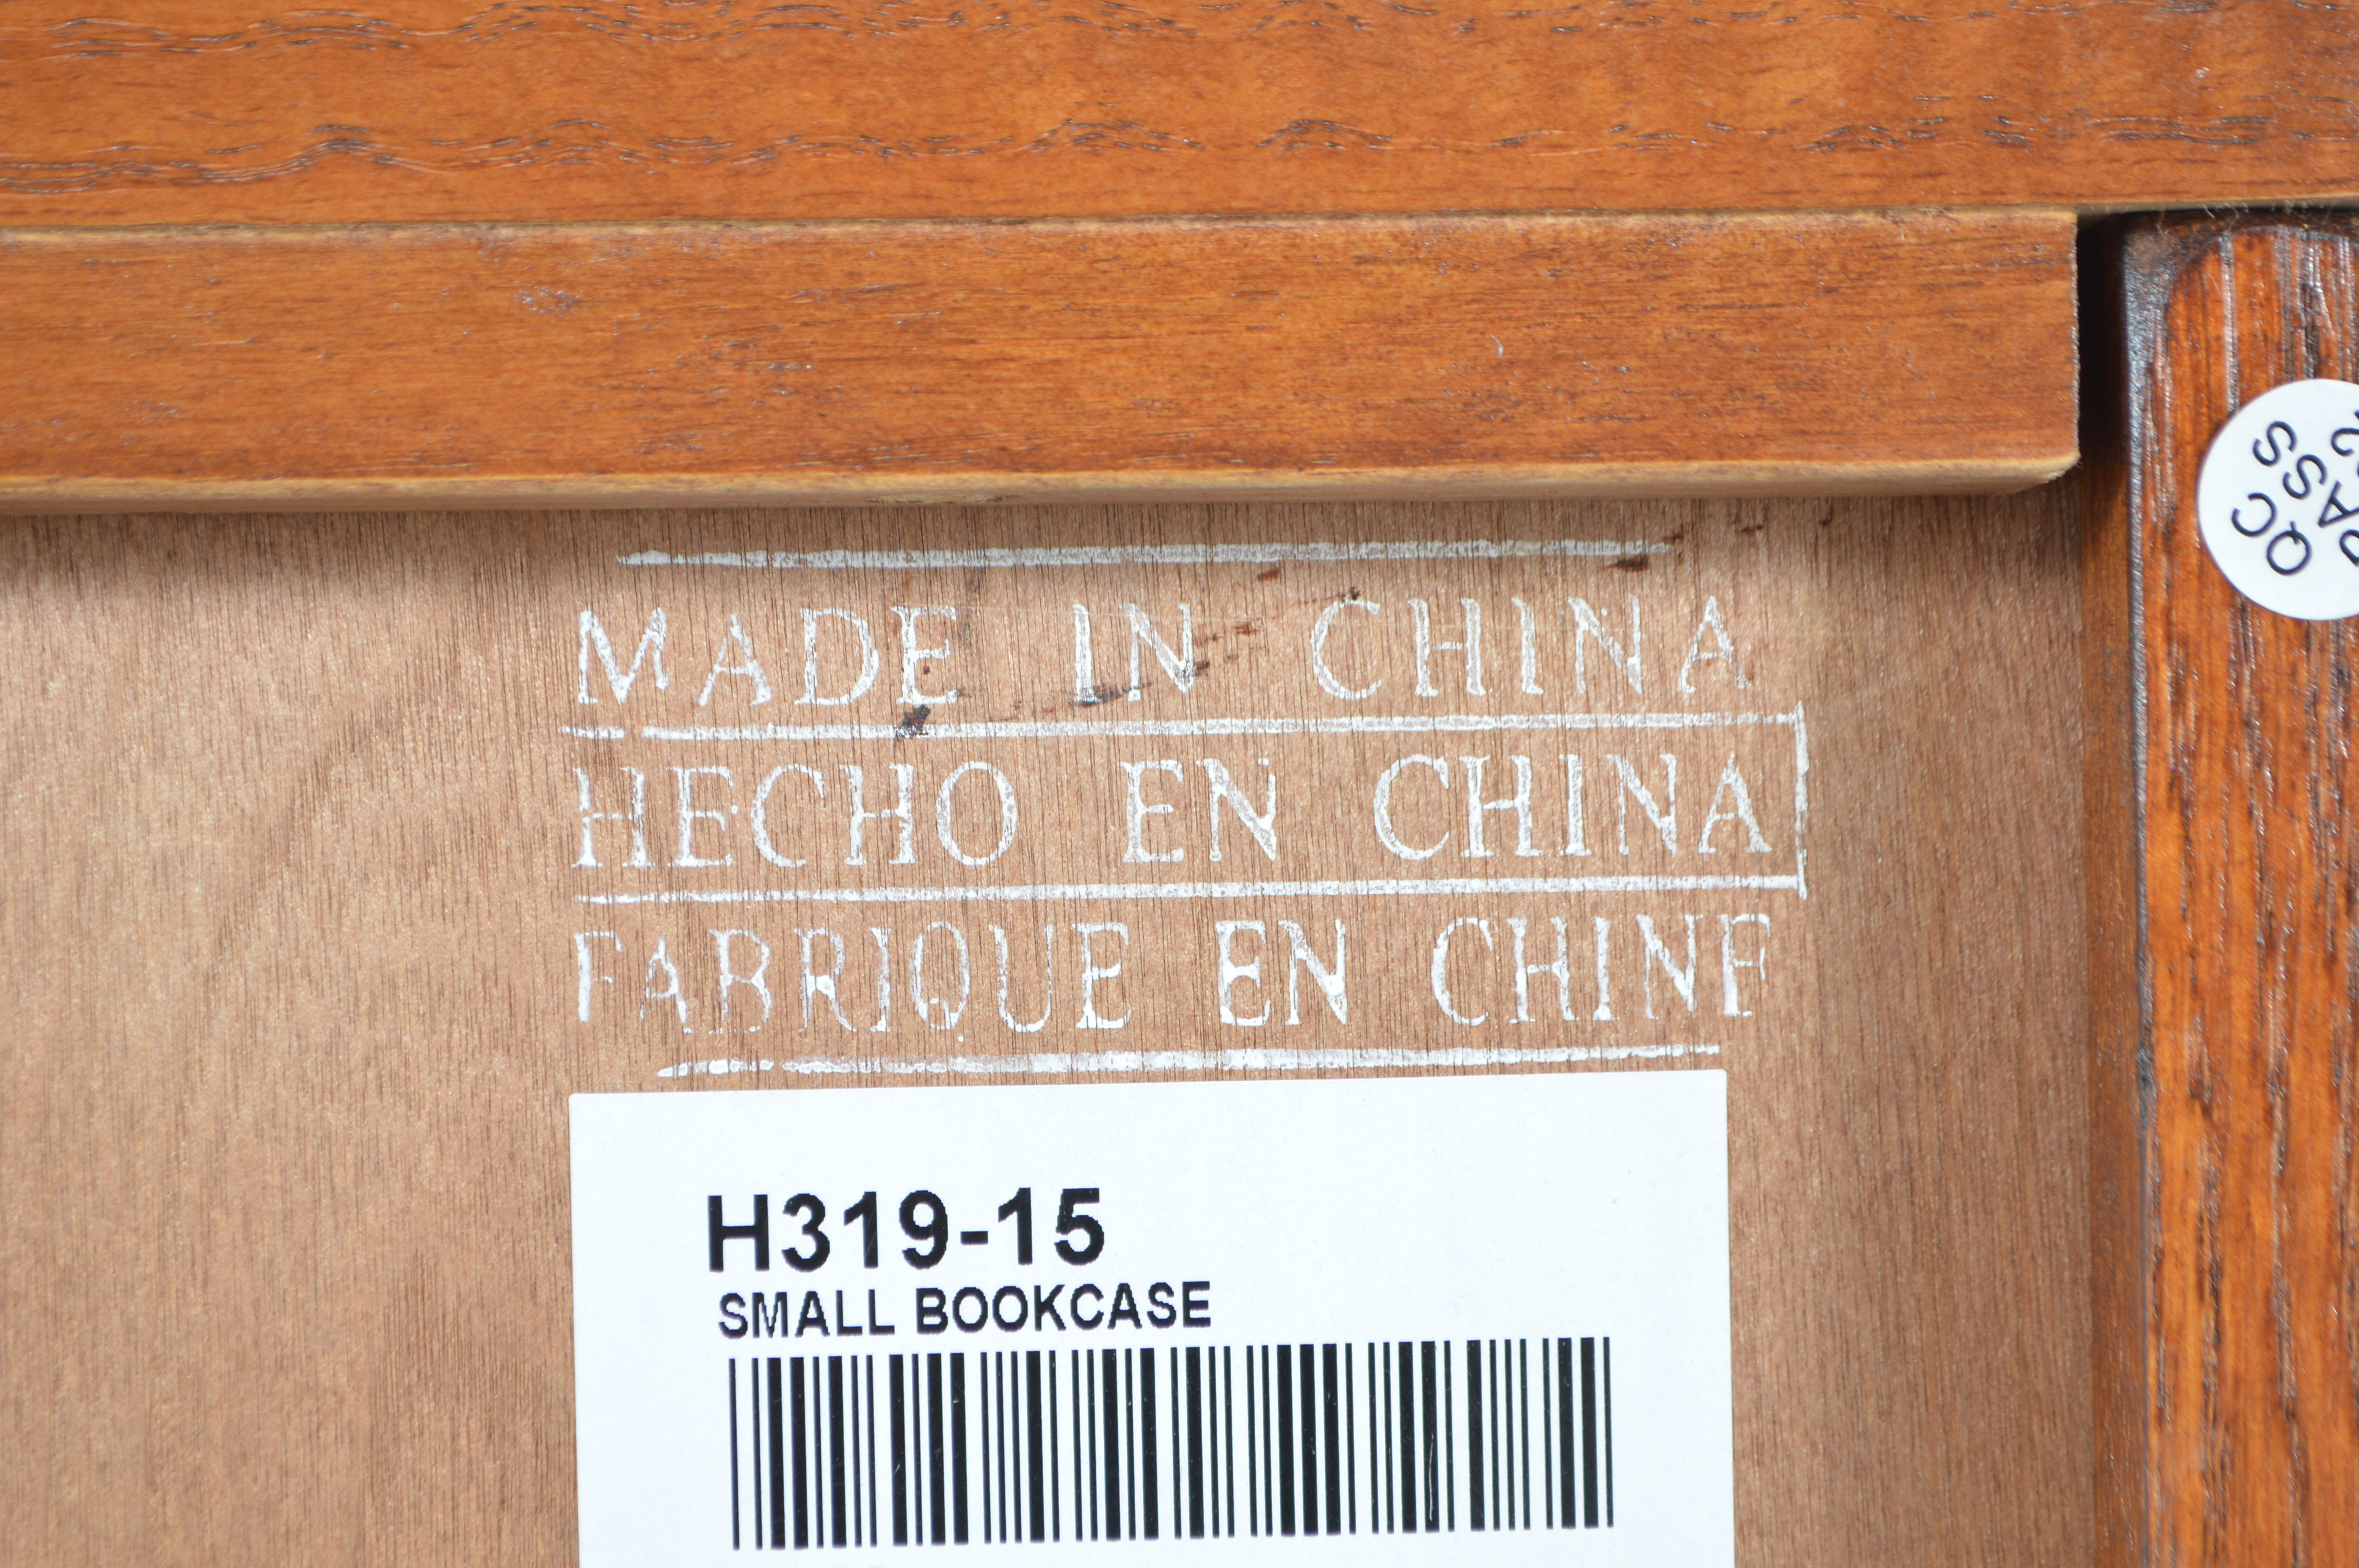 MADE IN CHINA
HECHO EN CHINA
FABRIQUE EN CHINE
H319-15
SMALL BOOKCASE
QC
PASS